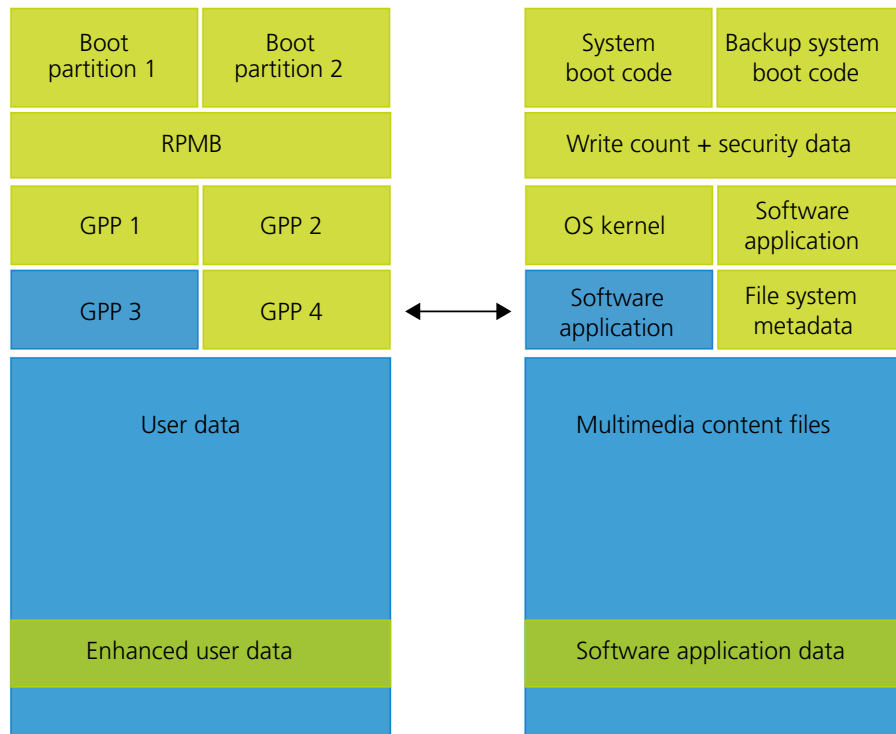 Boot
partition 1
Boot
partition 2
System
boot code
Backup system
boot code
RPMB
Write count + security data
GPP 1
GPP 2
OS kernel
Software
application
GPP 3
GPP 4
Software
application
File system
metadata
User data
Multimedia content files
Enhanced user data
Software application data